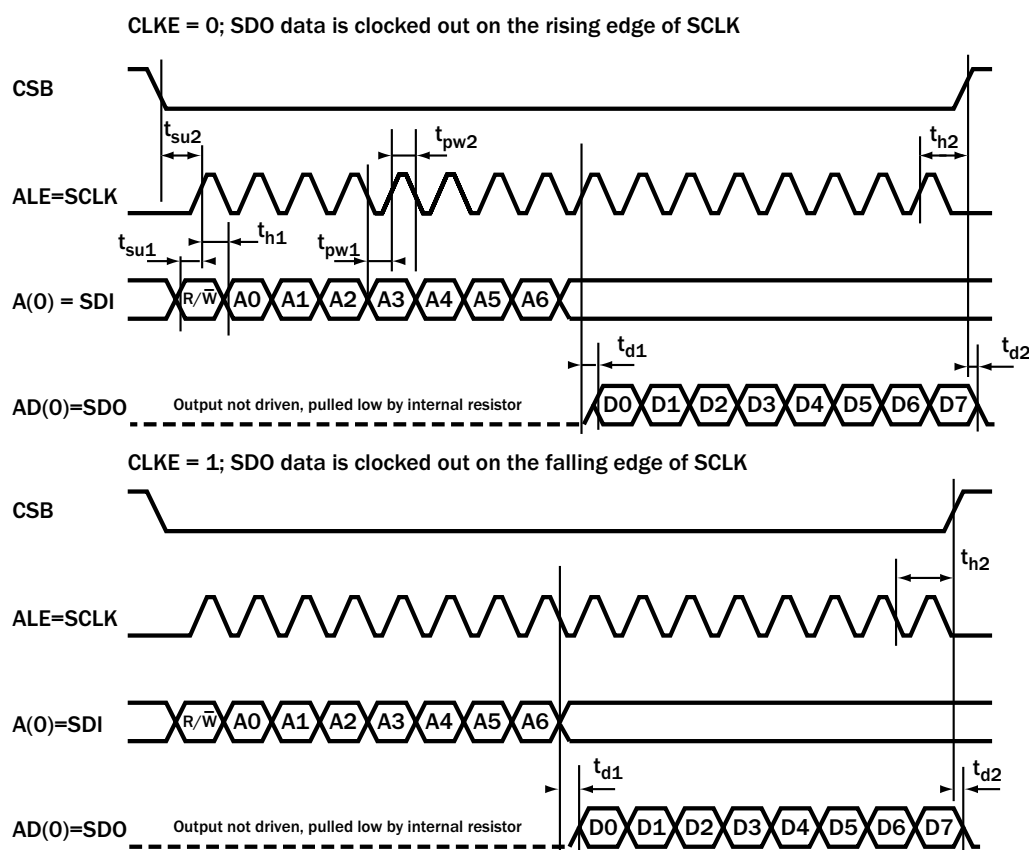 CLKE = 0; SDO data is clocked out on the rising edge of SCLK
CSB
tsu2
tpw2
th2
ALE=SCLK
tsu1
th1
tpw1
A(0) = SDI
R/W̅ A0 A1 A2 A3 A4 A5 A6
td1
td2
AD(0)=SDO
Output not driven, pulled low by internal resistor
D0 D1 D2 D3 D4 D5 D6 D7
CLKE = 1; SDO data is clocked out on the falling edge of SCLK
CSB
th2
ALE=SCLK
A(0)=SDI
R/W̅ A0 A1 A2 A3 A4 A5 A6
td1
td2
AD(0)=SDO
Output not driven, pulled low by internal resistor
D0 D1 D2 D3 D4 D5 D6 D7